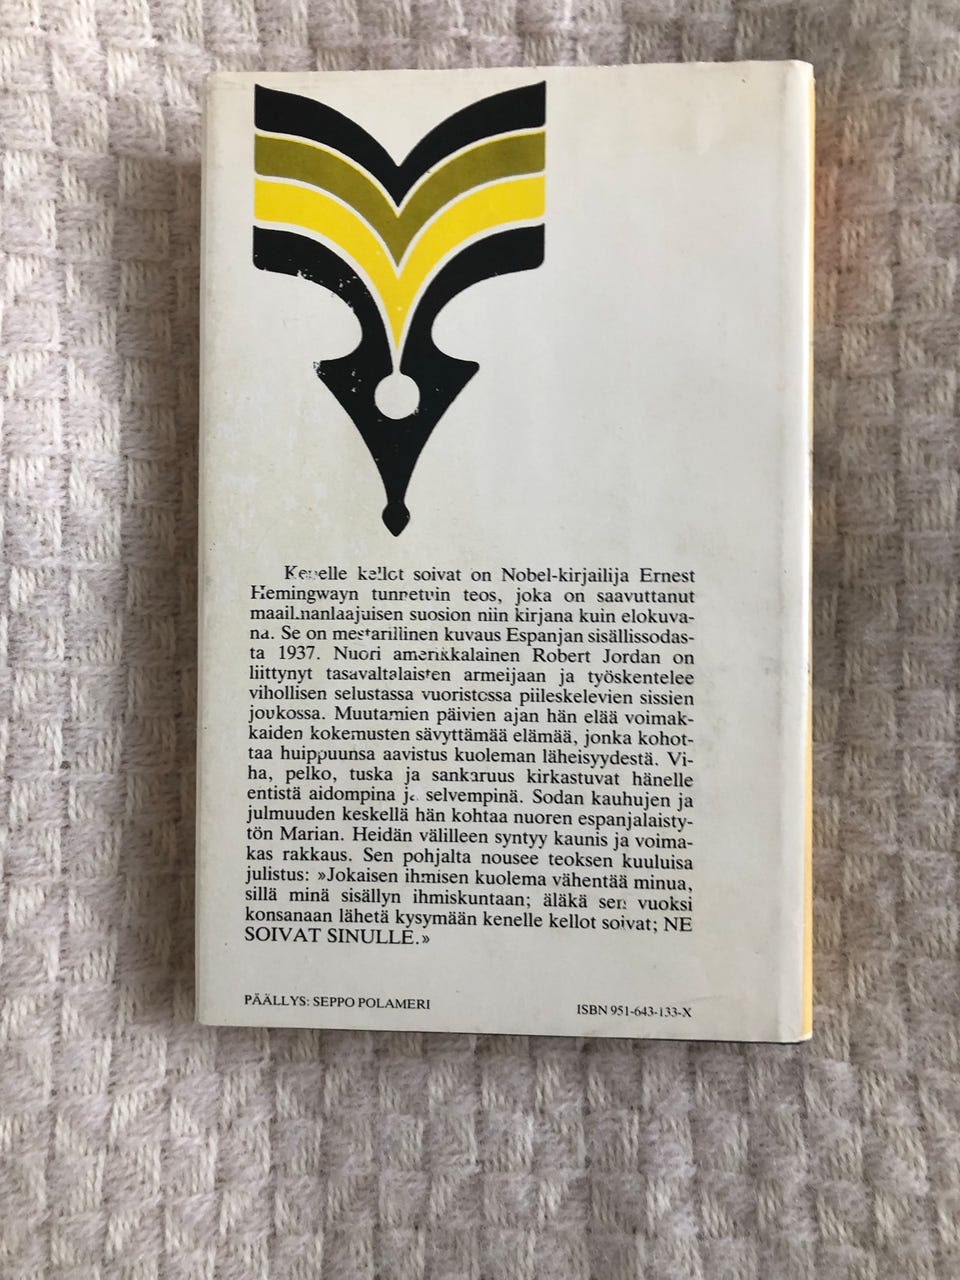 Kenelle kellot soivat on Nobel-kirjailija Ernest
Hemingwayn tunnetuin teos, joka on saavuttanut
maailmanlaajuisen suosion niin kirjana kuin elokuva-
na. Se on mestarillinen kuvaus Espanjan sisällissodas-
ta 1937. Nuori amerikkalainen Robert Jordan on
liittynyt tasavaltalaisten armeijaan ja työskentelee
vihollisen selustassa vuoristossa piileskelevien sissien
joukossa. Muutamien päivien ajan hän elää voimak-
kaiden kokemusten sävyttämää elämää, jonka kohot-
taa huippuunsa aavistus kuoleman läheisyydestä. Vi-
ha, pelko, tuska ja sankaruus kirkastuvat hänelle
entistä aidompina ja selvempinä. Sodan kauhujen ja
julmuuden keskellä hän kohtaa nuoren espanjalaisty-
tön Marian. Heidän välilleen syntyy kaunis ja voima-
kas rakkaus. Sen pohjalta nousee teoksen kuuluisa
julistus: »Jokaisen ihmisen kuolema vähentää minua,
sillä minä sisällyn ihmiskuntaan; äläkä sen vuoksi
konsanaan lähetä kysymään kenelle kellot soivat; NE
SOIVAT SINULLE.»
PÄÄLLYS: SEPPO POLAMERI
ISBN 951-643-133-X